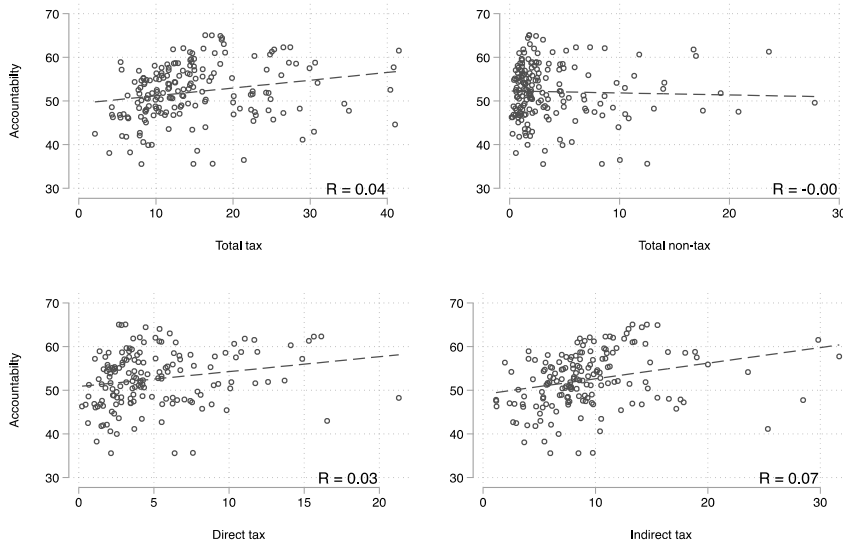 Accountabilty
70
60
50
40
30
R = 0.04
0 10 20 30 40
Total tax
70
60
50
40
30
R = -0.00
0 10 20 30
Total non-tax
Accountabilty
70
60
50
40
30
R = 0.03
0 5 10 15 20
Direct tax
70
60
50
40
30
R = 0.07
0 10 20 30
Indirect tax